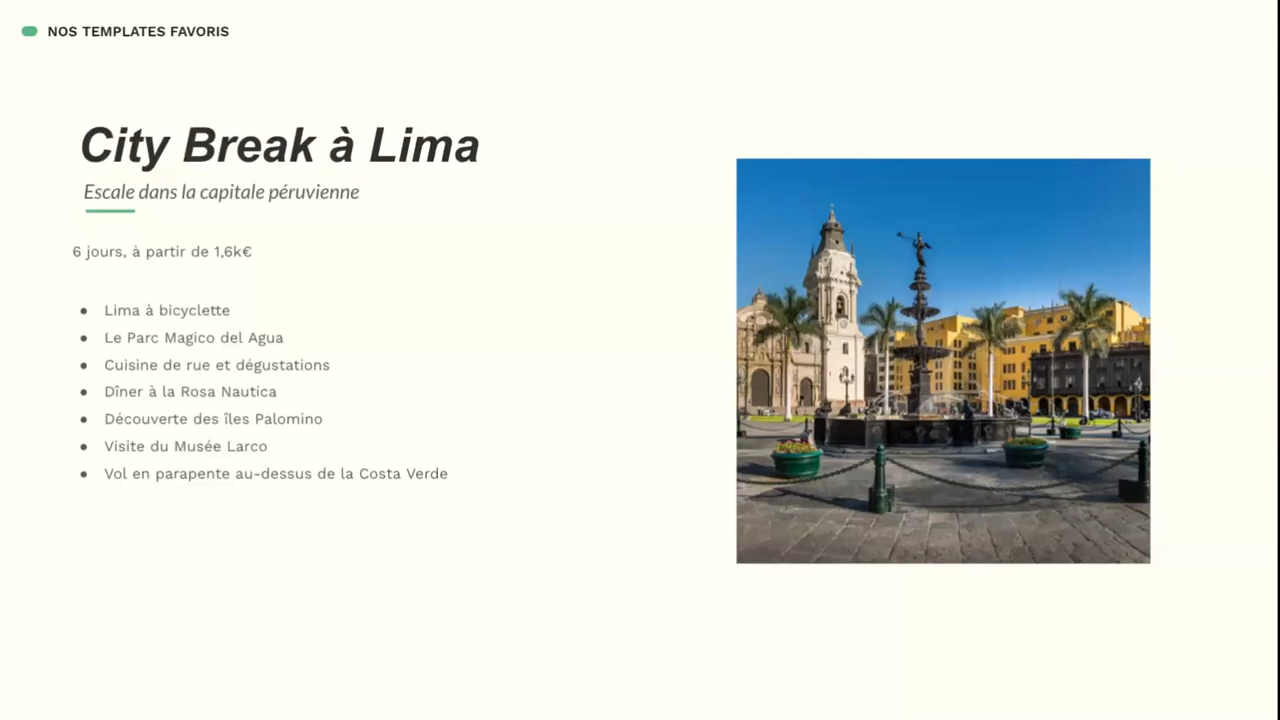 NOS TEMPLATES FAVORIS
City Break à Lima
Escale dans la capitale péruvienne
6 jours, à partir de 1,6k€
● Lima à bicyclette
● Le Parc Magico del Agua
● Cuisine de rue et dégustations
● Dîner à la Rosa Nautica
● Découverte des îles Palomino
● Visite du Musée Larco
● Vol en parapente au-dessus de la Costa Verde